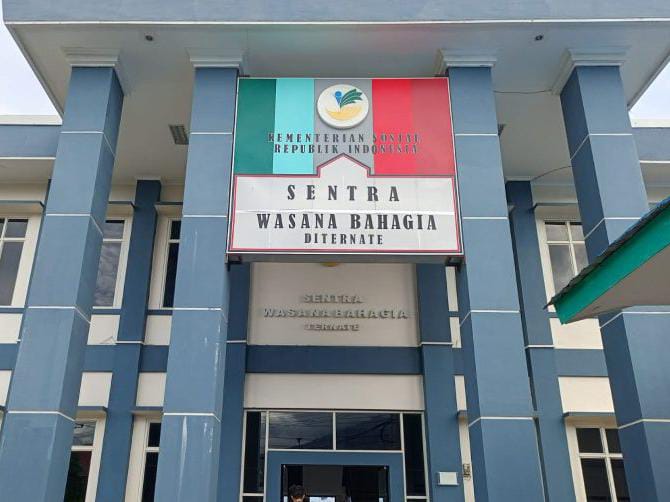 KEMENTERIAN SOSIAL
REPUBLIK INDONESIA
SENTRA
WASANA BAHAGIA
DITERNATE
SENTRA
WASANA BAHAGIA
TERNATE